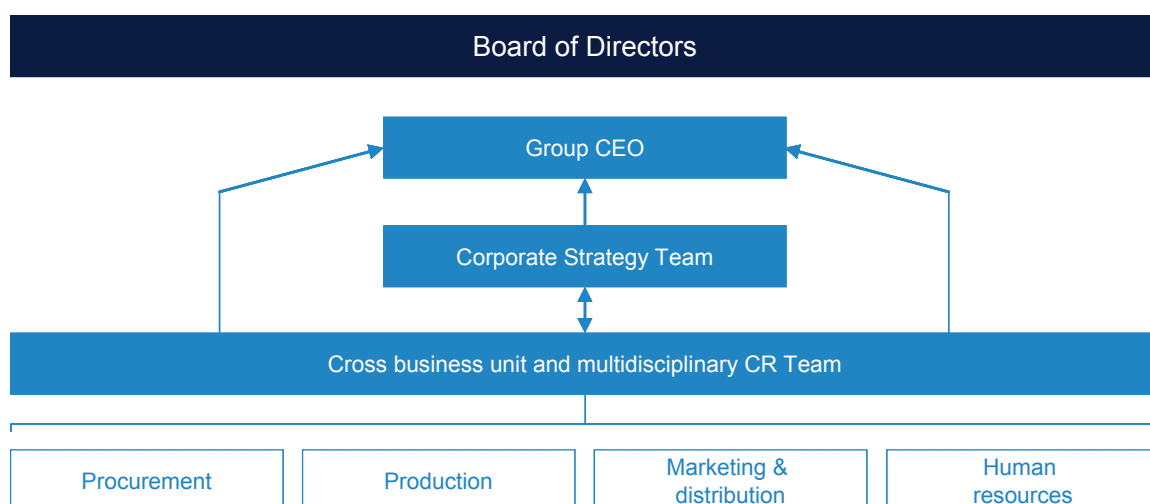 Board of Directors
Group CEO
Corporate Strategy Team
Cross business unit and multidisciplinary CR Team
Procurement
Production
Marketing &
distribution
Human
resources